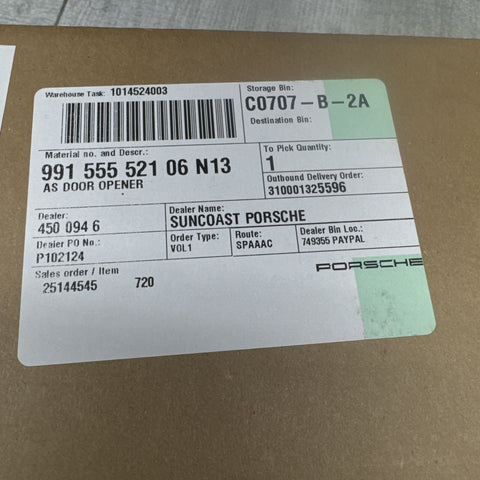 Warehouse Task: 1014524003
Storage Bin:
C0707-B-2A
Destination Bin:
Material no. and Descr.:
991 555 521 06 N13
AS DOOR OPENER
To Pick Quantity:
1
Outbound Delivery Order:
310001325596
Dealer:
450 094 6
Dealer Name:
SUNCOAST PORSCHE
Dealer PO No.:
P102124
Order Type:
VOL1
Route:
SPAAAC
Dealer Bin Loc.:
749355 PAYPAL
Sales order / Item
25144545 720
PORSCHE